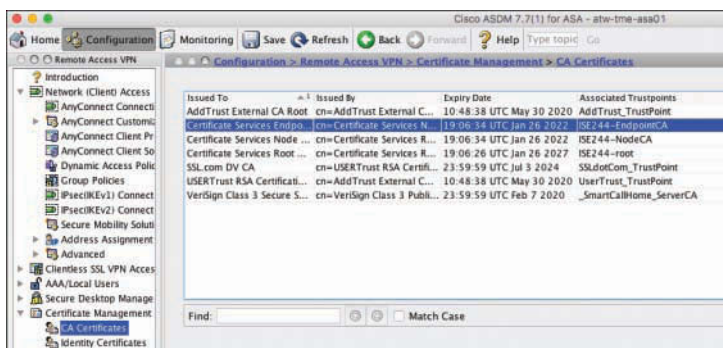 Cisco ASDM 7.7(1) for ASA - atw-tme-asa01
Home Configuration Monitoring Save Refresh Back Forward Help Type topic Go
Remote Access VPN
Configuration > Remote Access VPN > Certificate Management > CA Certificates
Introduction
Network (Client) Access
AnyConnect Connecti
AnyConnect Customiz
AnyConnect Client Pr
AnyConnect Client So
Dynamic Access Polic
Group Policies
IPsec(IKEv1) Connect
IPsec(IKEv2) Connect
Secure Mobility Soluti
Address Assignment
Advanced
Clientless SSL VPN Acces
AAA/Local Users
Secure Desktop Manage
Certificate Management
CA Certificates
Identity Certificates
Issued To Issued By Expiry Date Associated Trustpoints
AddTrust External CA Root cn=AddTrust External C... 10:48:38 UTC May 30 2020 AddTrust_TrustPoint
Certificate Services Endpo... cn=Certificate Services N... 19:06:34 UTC Jan 26 2022 ISE244-EndpointCA
Certificate Services Node ... cn=Certificate Services R... 19:06:34 UTC Jan 26 2022 ISE244-NodeCA
Certificate Services Root ... cn=Certificate Services R... 19:06:26 UTC Jan 26 2027 ISE244-root
SSL.com DV CA cn=USERTrust RSA Certifi... 23:59:59 UTC Jul 3 2024 SSLdotCom_TrustPoint
USERTrust RSA Certificati... cn=AddTrust External C... 10:48:38 UTC May 30 2020 UserTrust_TrustPoint
VeriSign Class 3 Secure S... cn=VeriSign Class 3 Publi... 23:59:59 UTC Feb 7 2020 _SmartCallHome_ServerCA
Find: Match Case